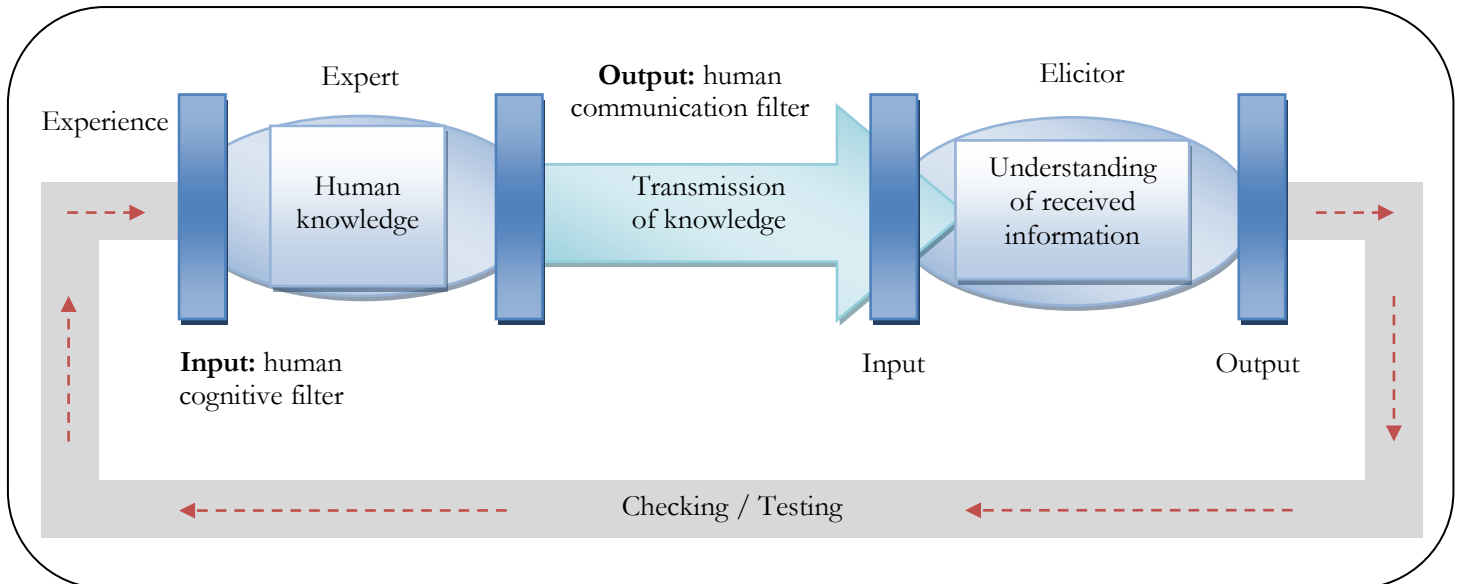 Expert
Output: human
communication filter
Elicitor
Experience
Human
knowledge
Transmission
of knowledge
Understanding
of received
information
Input: human
cognitive filter
Input
Output
Checking / Testing